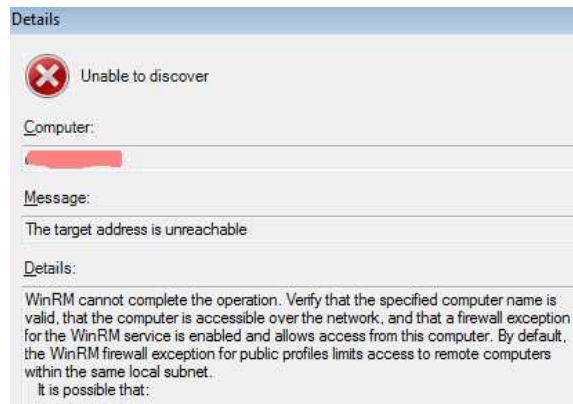 Details
Unable to discover
Computer:
Message:
The target address is unreachable
Details:
WinRM cannot complete the operation. Verify that the specified computer name is
valid, that the computer is accessible over the network, and that a firewall exception
for the WinRM service is enabled and allows access from this computer. By default,
the WinRM firewall exception for public profiles limits access to remote computers
within the same local subnet.
It is possible that: